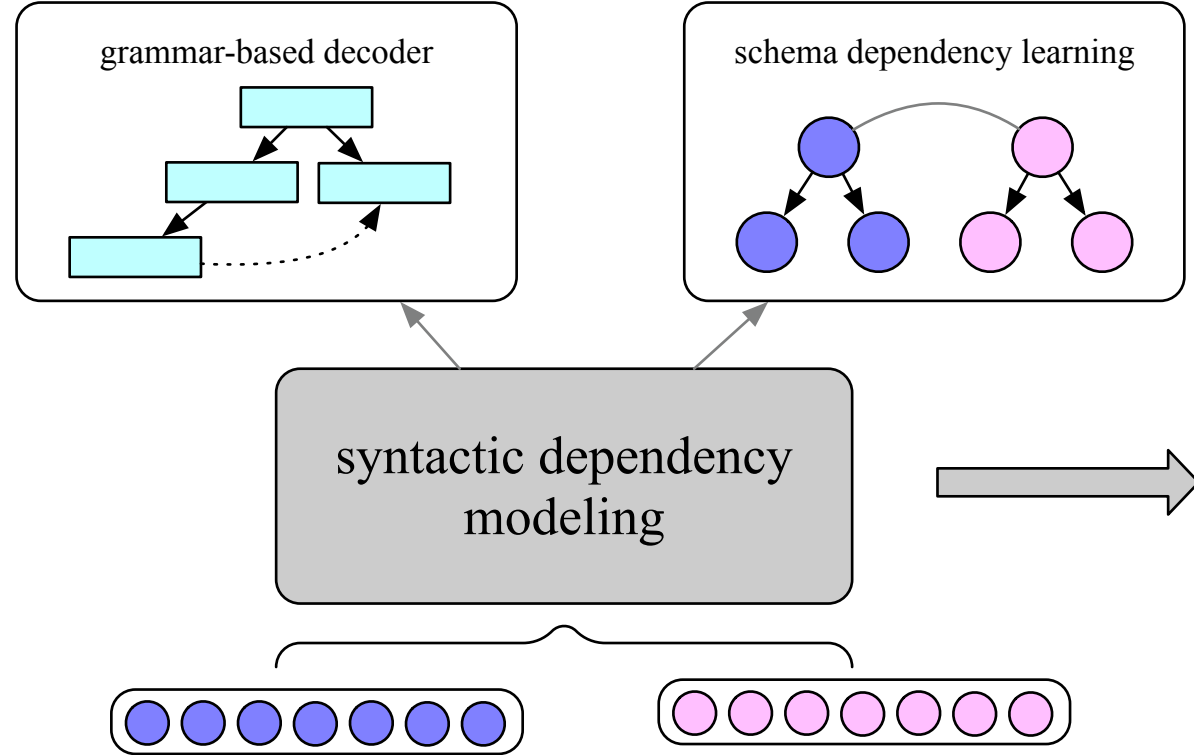 grammar-based decoder
schema dependency learning
syntactic dependency
modeling